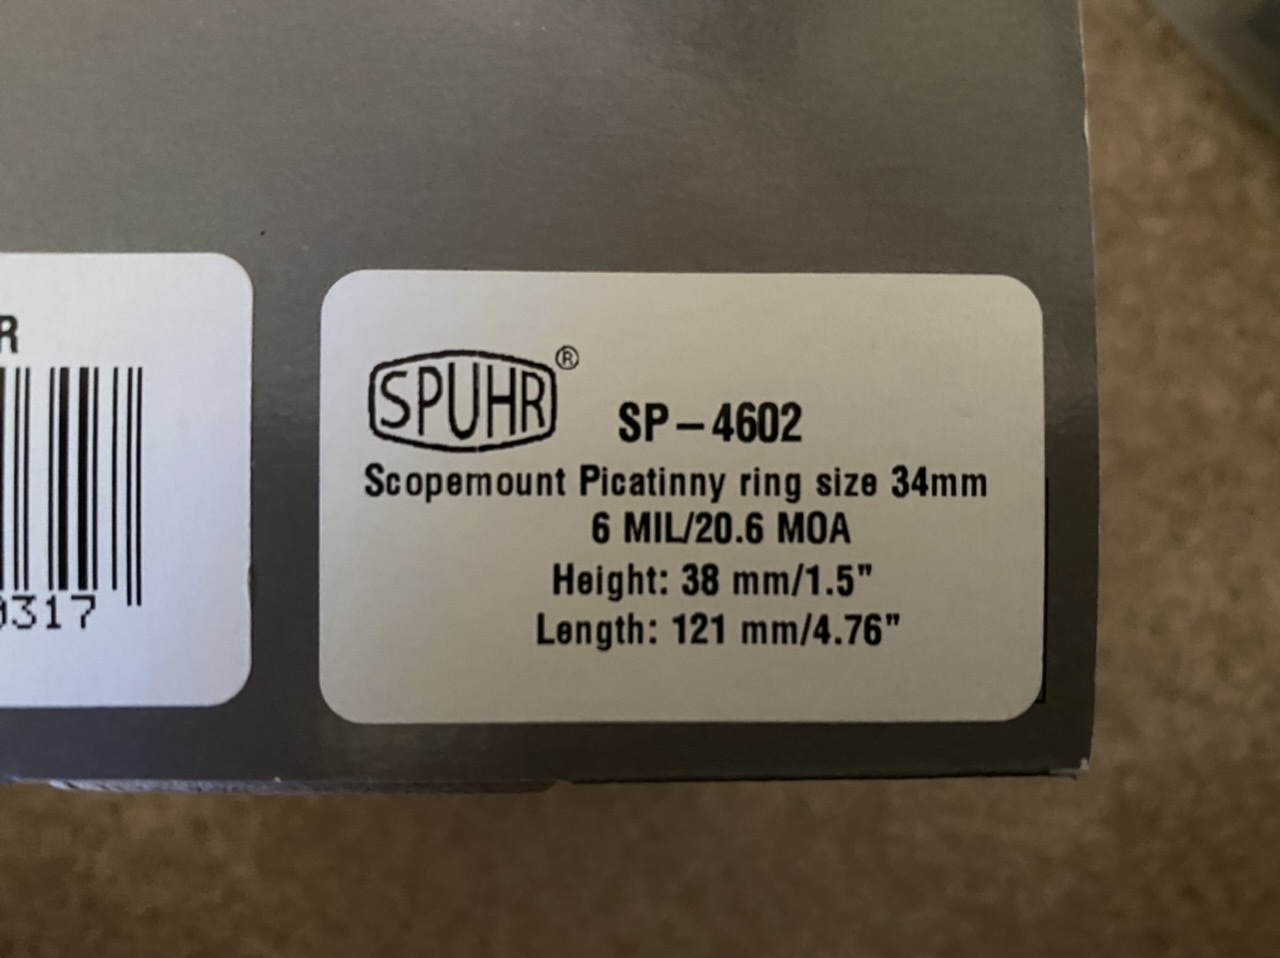 R
0317
SPUHR®
SP-4602
Scopemount Picatinny ring size 34mm
6 MIL/20.6 MOA
Height: 38 mm/1.5"
Length: 121 mm/4.76"